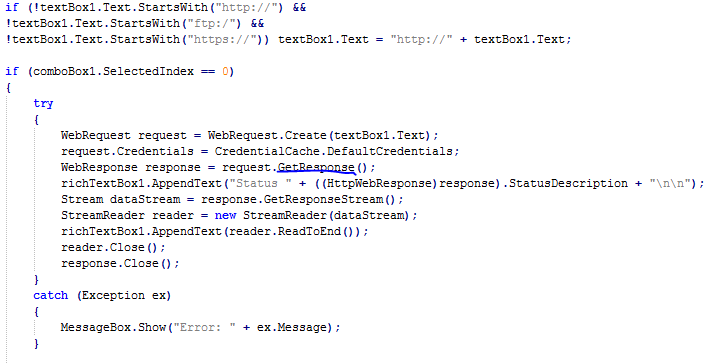 if (!textBox1.Text.StartsWith("http://") &&
!textBox1.Text.StartsWith("ftp:/") &&
!textBox1.Text.StartsWith("https://")) textBox1.Text = "http://" + textBox1.Text;
if (comboBox1.SelectedIndex == 0)
{
try
{
WebRequest request = WebRequest.Create(textBox1.Text);
request.Credentials = CredentialCache.DefaultCredentials;
WebResponse response = request.GetResponse();
richTextBox1.AppendText("Status " + ((HttpWebResponse)response).StatusDescription + "\n\n");
Stream dataStream = response.GetResponseStream();
StreamReader reader = new StreamReader(dataStream);
richTextBox1.AppendText(reader.ReadToEnd());
reader.Close();
response.Close();
}
catch (Exception ex)
{
MessageBox.Show("Error: " + ex.Message);
}